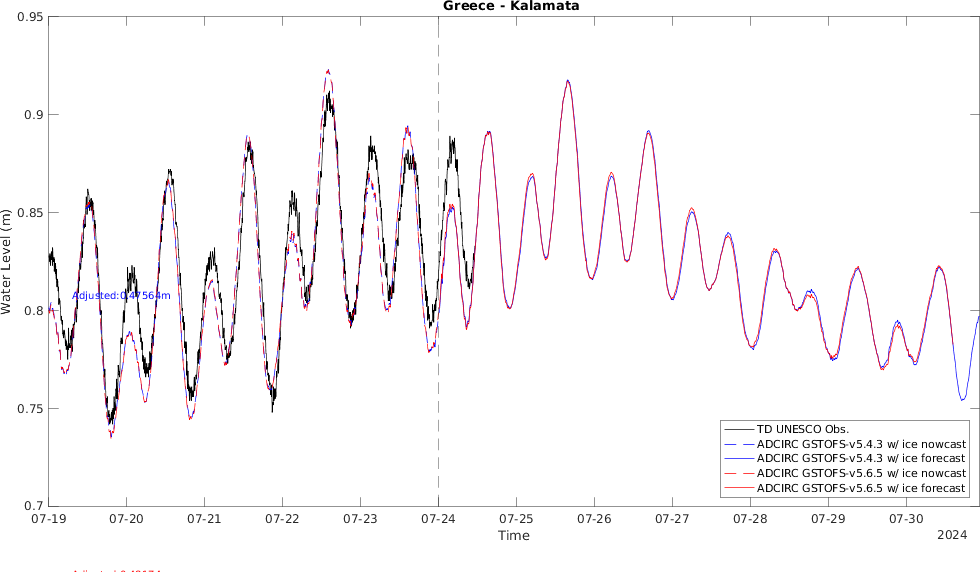 Greece - Kalamata
0.95
0.9
0.85
0.8
0.75
0.7
Water Level (m)
Adjusted:0.47564m
TD UNESCO Obs.
ADCIRC GSTOFS-v5.4.3 w/ ice nowcast
ADCIRC GSTOFS-v5.4.3 w/ ice forecast
ADCIRC GSTOFS-v5.6.5 w/ ice nowcast
ADCIRC GSTOFS-v5.6.5 w/ ice forecast
07-19 07-20 07-21 07-22 07-23 07-24 07-25 07-26 07-27 07-28 07-29 07-30
Time
2024